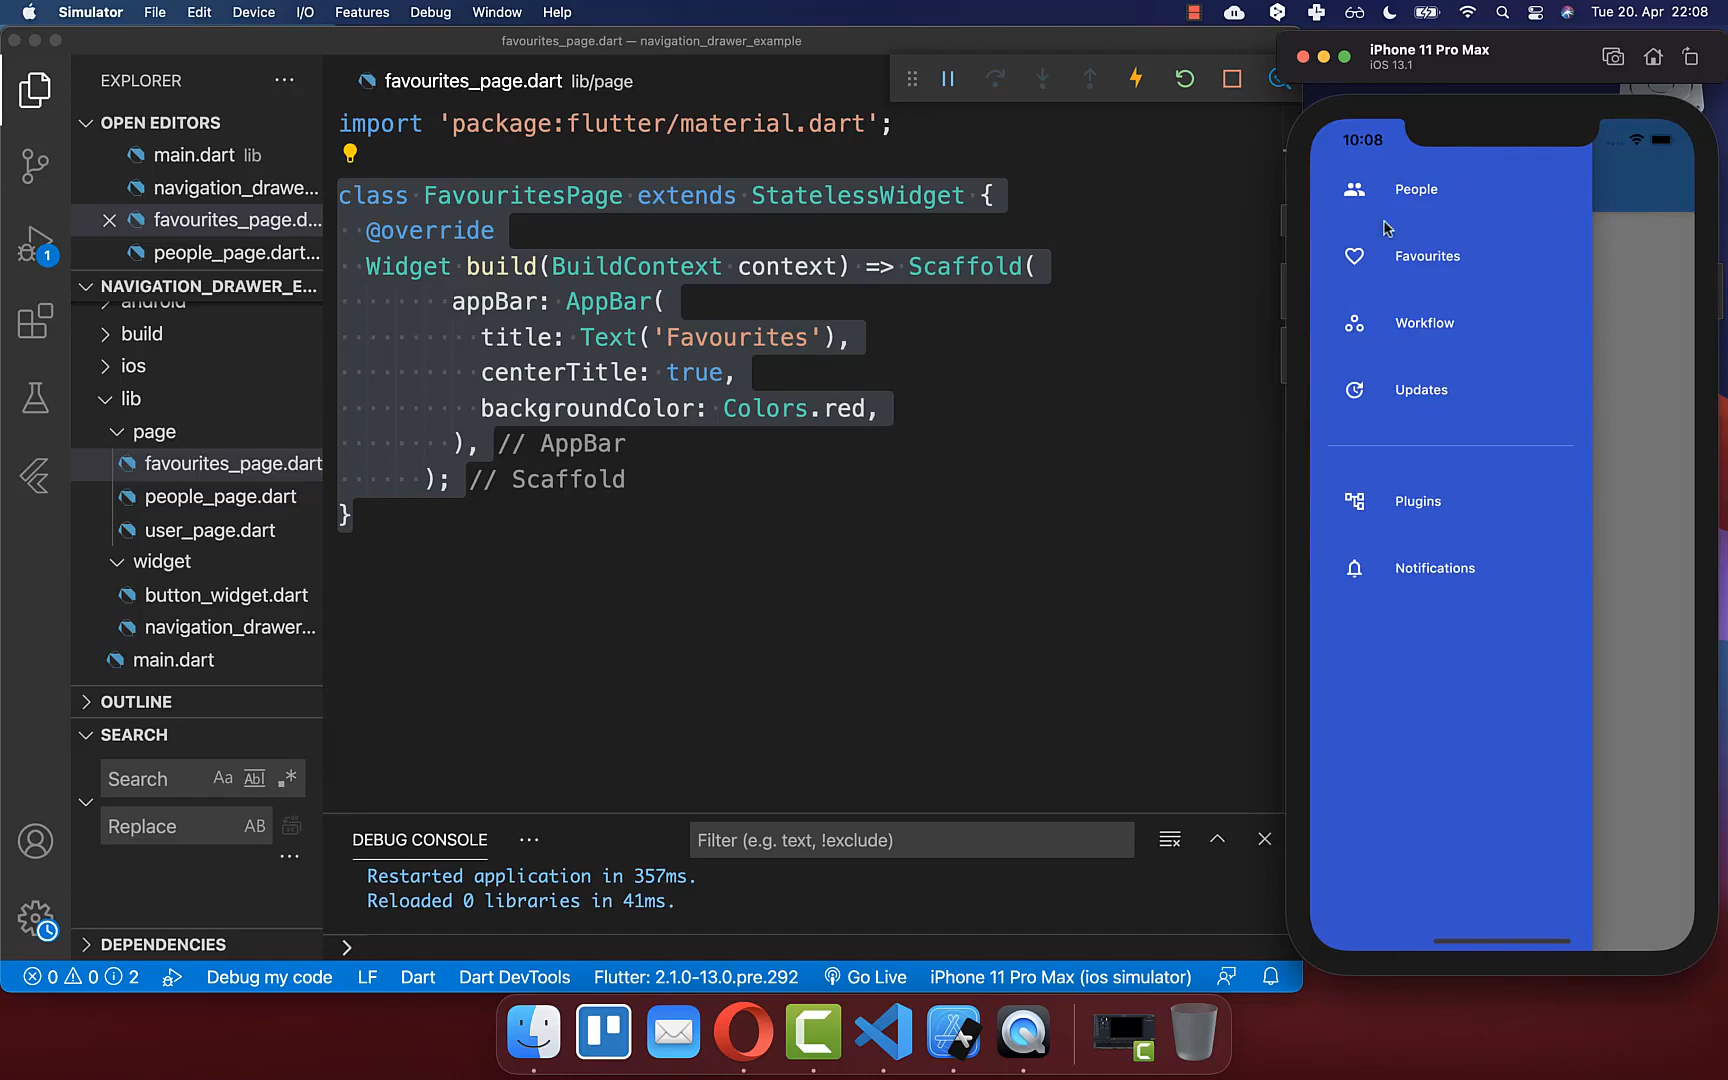 Simulator File Edit Device I/O Features Debug Window Help
Tue 20. Apr 22:08
favourites_page.dart — navigation_drawer_example
iPhone 11 Pro Max
iOS 13.1
EXPLORER
OPEN EDITORS
main.dart lib
navigation_drawe...
favourites_page.d...
people_page.dart...
NAVIGATION_DRAWER_E...
android
build
ios
lib
page
favourites_page.dart
people_page.dart
user_page.dart
widget
button_widget.dart
navigation_drawer...
main.dart
OUTLINE
SEARCH
Search Aa Abl .*
Replace AB
DEPENDENCIES
1
favourites_page.dart lib/page
import 'package:flutter/material.dart';
class FavouritesPage extends StatelessWidget {
@override
Widget build(BuildContext context) => Scaffold(
appBar: AppBar(
title: Text('Favourites'),
centerTitle: true,
backgroundColor: Colors.red,
), // AppBar
); // Scaffold
}
DEBUG CONSOLE
Filter (e.g. text, !exclude)
Restarted application in 357ms.
Reloaded 0 libraries in 41ms.
0 0 2 Debug my code LF Dart Dart DevTools Flutter: 2.1.0-13.0.pre.292 Go Live iPhone 11 Pro Max (ios simulator)
10:08
People
Favourites
Workflow
Updates
Plugins
Notifications